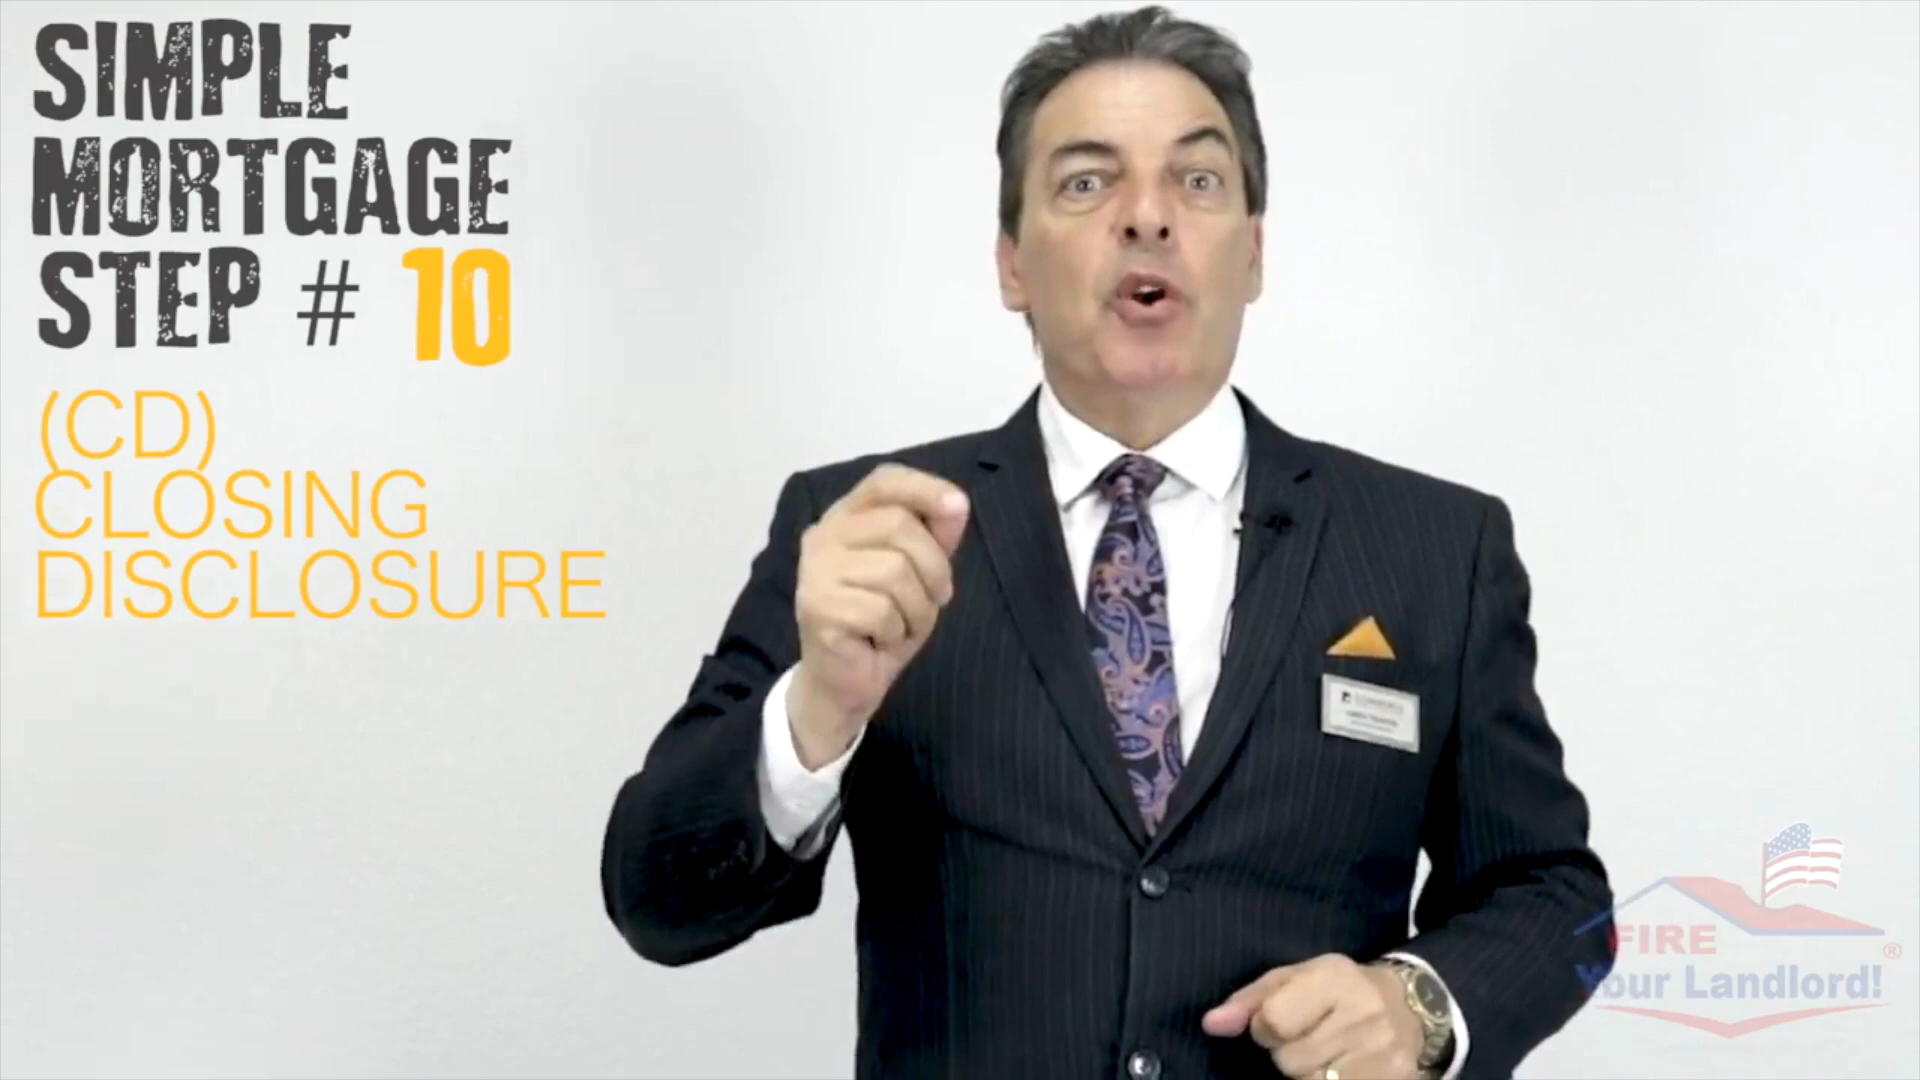 SIMPLE
MORTGAGE
STEP # 10
(CD)
CLOSING
DISCLOSURE
FIRE
Your Landlord!
®